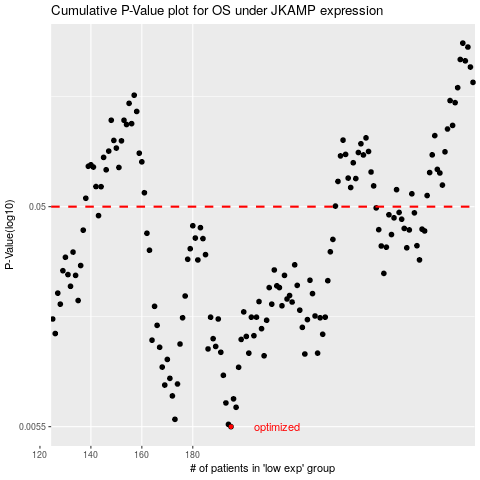 Cumulative P-Value plot for OS under JKAMP expression
P-Value(log10)
0.05
0.0055
optimized
120 140 160 180
# of patients in 'low exp' group